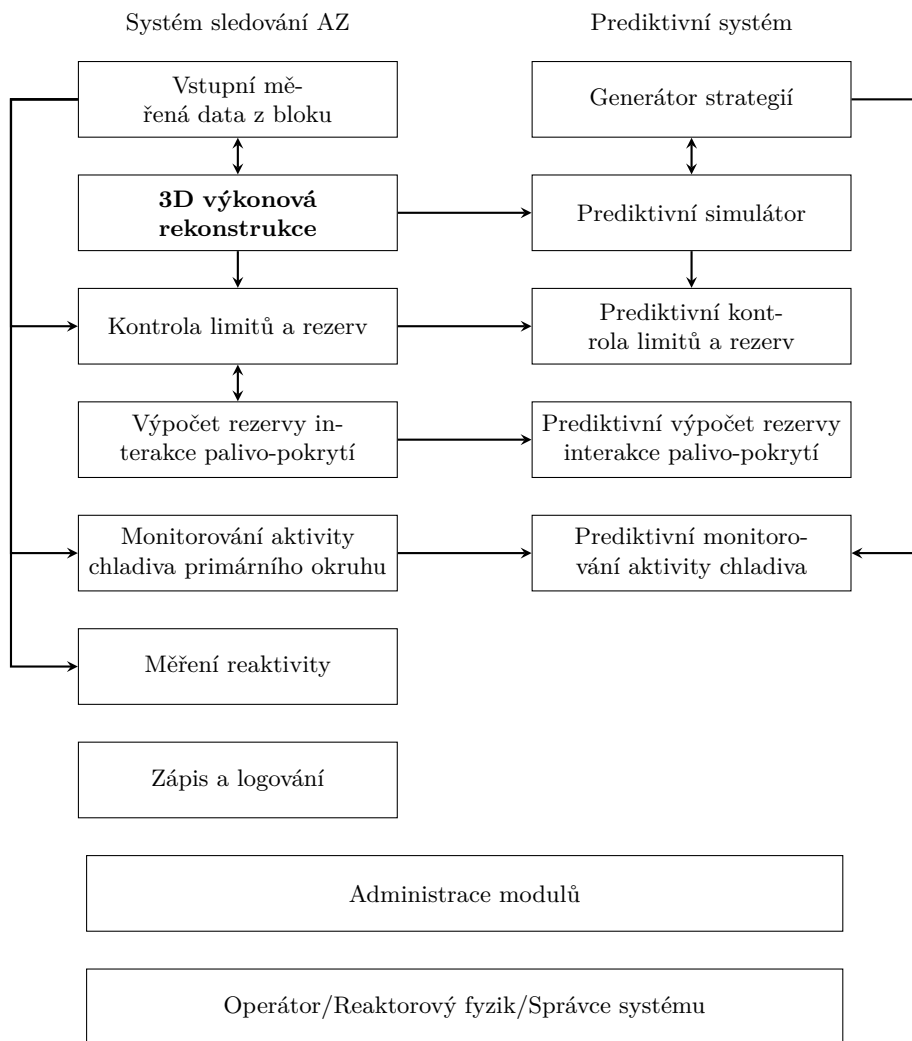 Systém sledování AZ
Prediktivní systém
Vstupní mě-
řená data z bloku
Generátor strategií
3D výkonová
rekonstrukce
Prediktivní simulátor
Kontrola limitů a rezerv
Prediktivní kont-
rola limitů a rezerv
Výpočet rezervy in-
terakce palivo-pokrytí
Prediktivní výpočet rezervy
interakce palivo-pokrytí
Monitorování aktivity
chladiva primárního okruhu
Prediktivní monitoro-
vání aktivity chladiva
Měření reaktivity
Zápis a logování
Administrace modulů
Operátor/Reaktorový fyzik/Správce systému